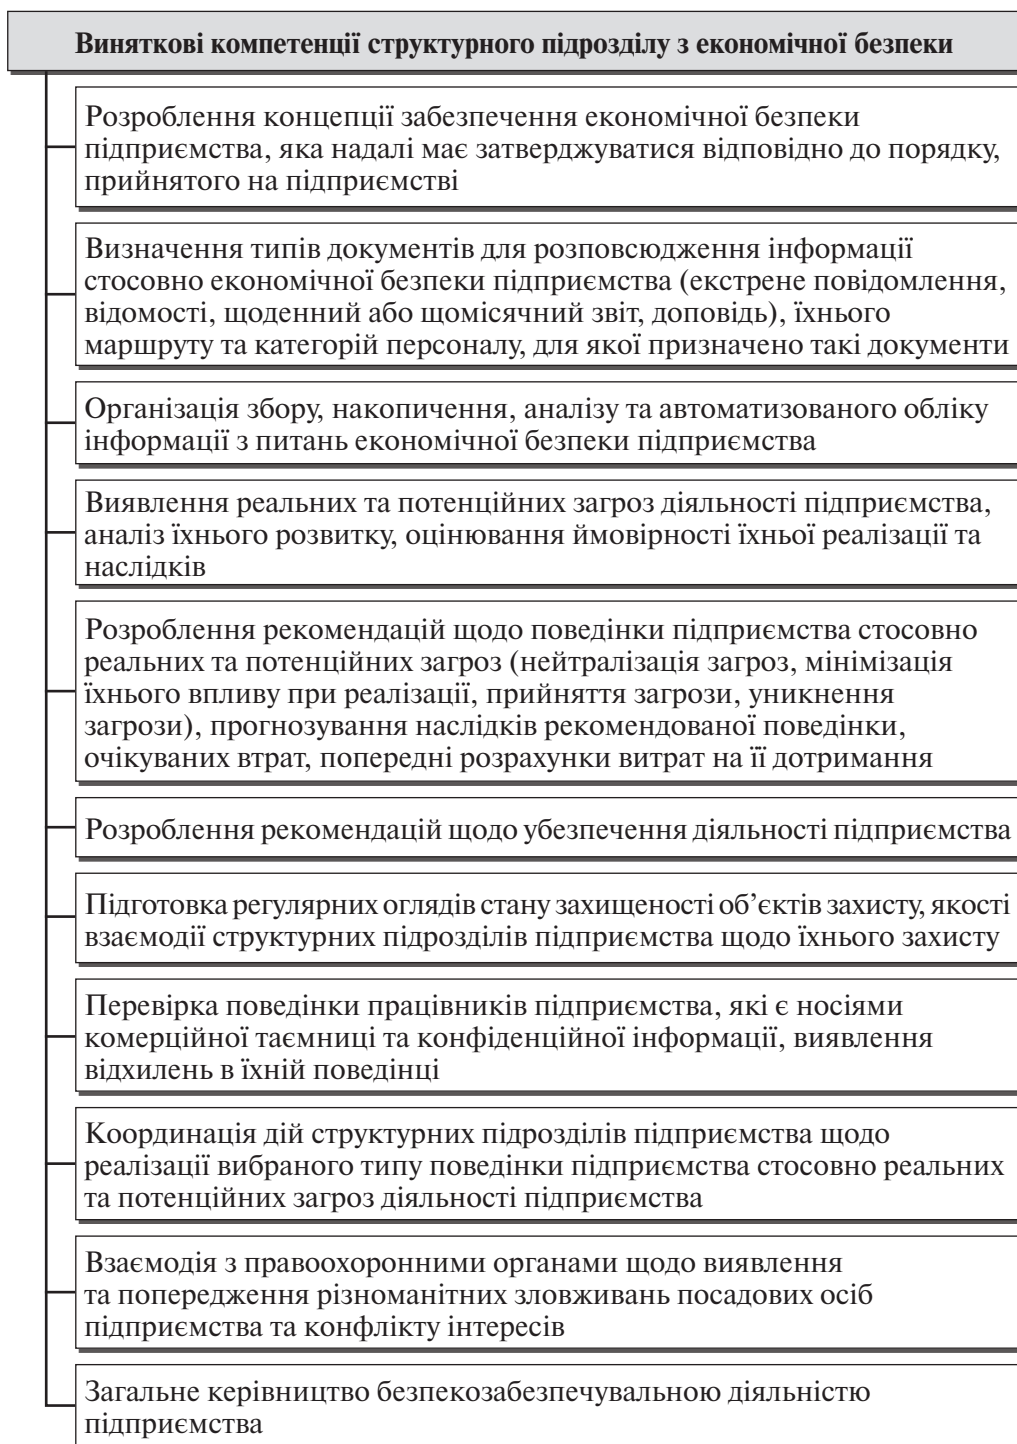 Виняткові компетенції структурного підрозділу з економічної безпеки
Розроблення концепції забезпечення економічної безпеки
підприємства, яка надалі має затверджуватися відповідно до порядку,
прийнятого на підприємстві
Визначення типів документів для розповсюдження інформації
стосовно економічної безпеки підприємства (екстрене повідомлення,
відомості, щоденний або щомісячний звіт, доповідь), їхнього
маршруту та категорій персоналу, для якої призначено такі документи
Організація збору, накопичення, аналізу та автоматизованого обліку
інформації з питань економічної безпеки підприємства
Виявлення реальних та потенційних загроз діяльності підприємства,
аналіз їхнього розвитку, оцінювання ймовірності їхньої реалізації та
наслідків
Розроблення рекомендацій щодо поведінки підприємства стосовно
реальних та потенційних загроз (нейтралізація загроз, мінімізація
їхнього впливу при реалізації, прийняття загрози, уникнення
загрози), прогнозування наслідків рекомендованої поведінки,
очікуваних втрат, попередні розрахунки витрат на її дотримання
Розроблення рекомендацій щодо убезпечення діяльності підприємства
Підготовка регулярних оглядів стану захищеності об’єктів захисту, якості
взаємодії структурних підрозділів підприємства щодо їхнього захисту
Перевірка поведінки працівників підприємства, які є носіями
комерційної таємниці та конфіденційної інформації, виявлення
відхилень в їхній поведінці
Координація дій структурних підрозділів підприємства щодо
реалізації вибраного типу поведінки підприємства стосовно реальних
та потенційних загроз діяльності підприємства
Взаємодія з правоохоронними органами щодо виявлення
та попередження різноманітних зловживань посадових осіб
підприємства та конфлікту інтересів
Загальне керівництво безпекозабезпечувальною діяльністю
підприємства